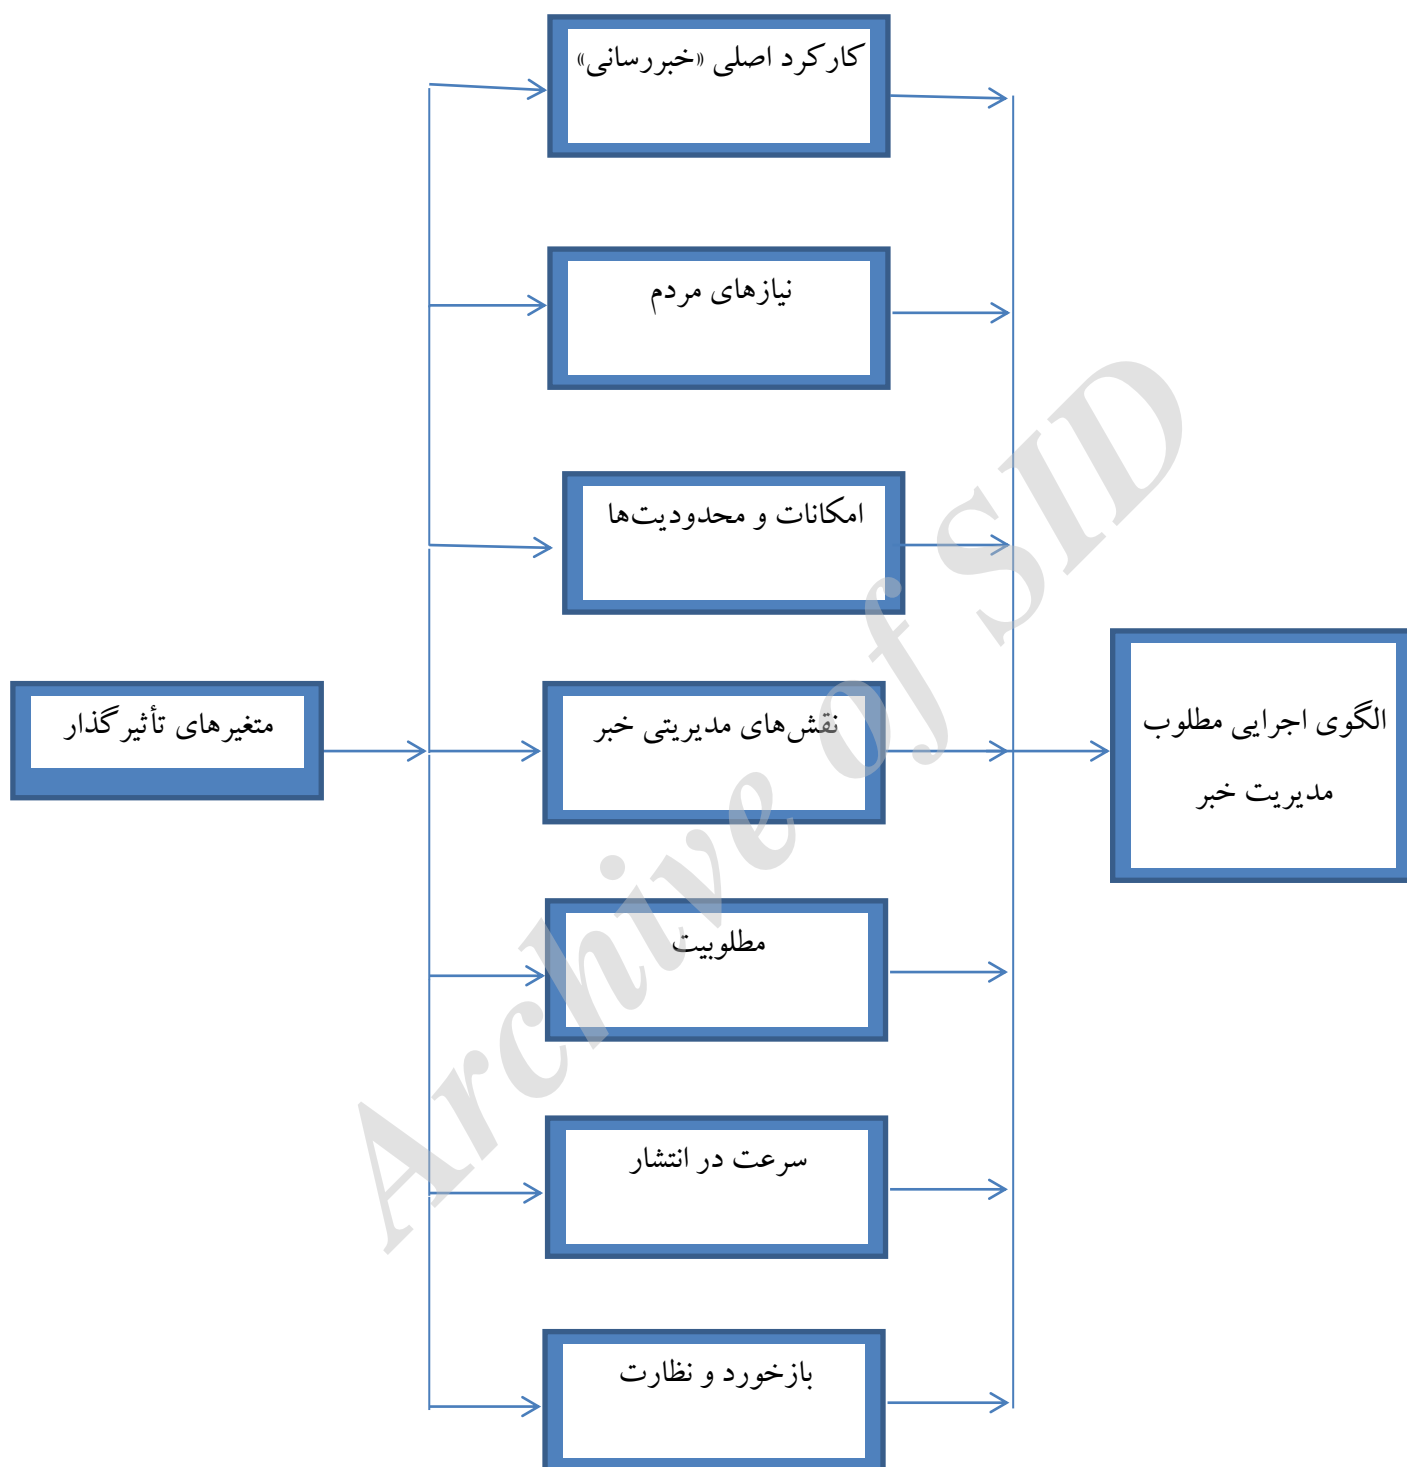 کارکرد اصلی «خبررسانی»
نیازهای مردم
امکانات و محدودیت‌ها
نقش‌های مدیریتی خبر
متغیرهای تأثیرگذار
الگوی اجرایی مطلوب
مدیریت خبر
مطلوبیت
سرعت در انتشار
بازخورد و نظارت
Archive of SID